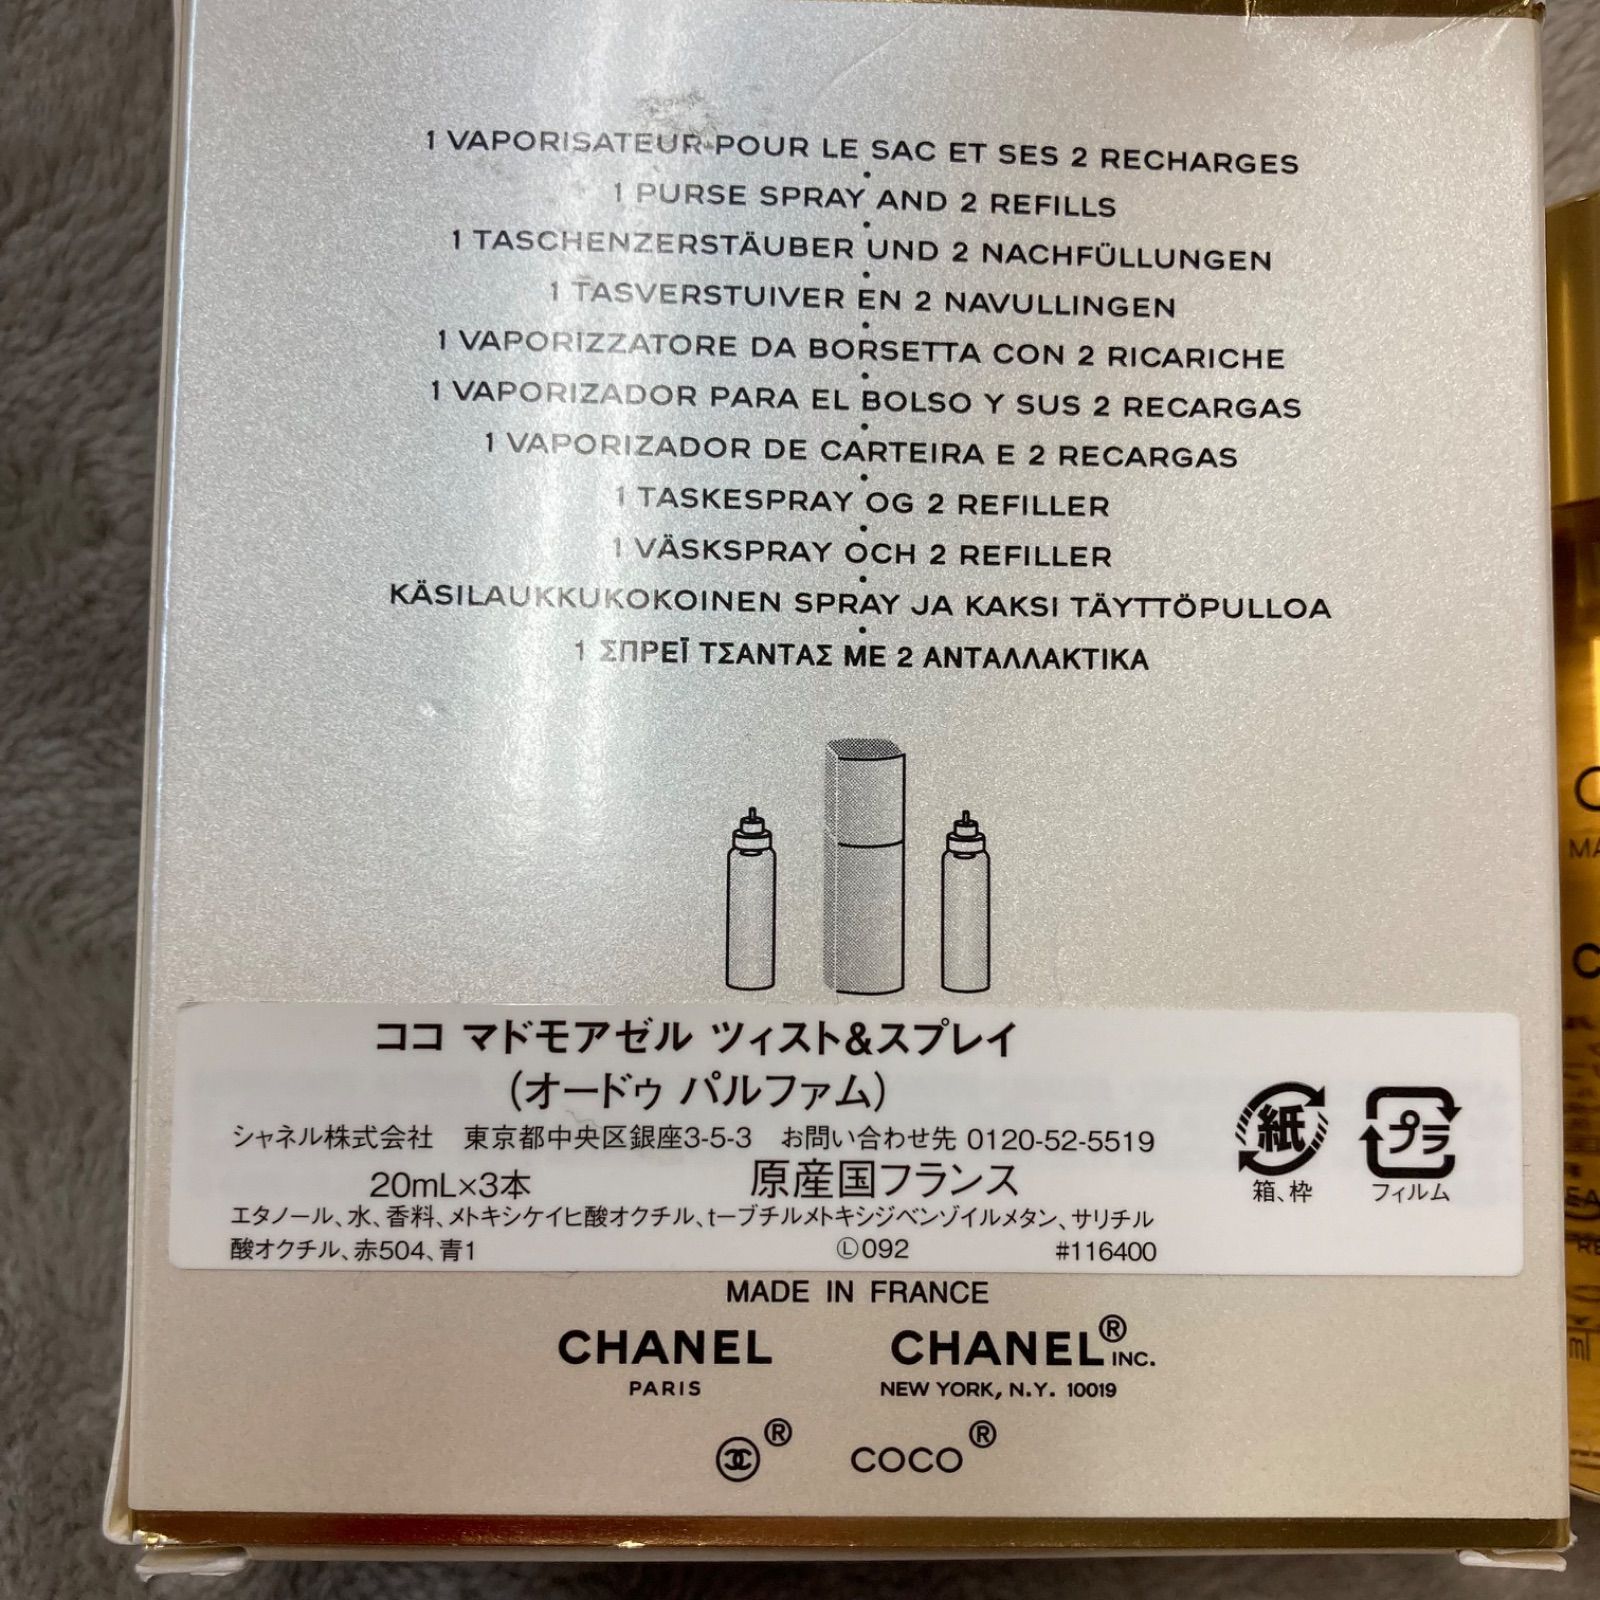 1 VAPORISATEUR POUR LE SAC ET SES 2 RECHARGES
1 PURSE SPRAY AND 2 REFILLS
1 TASCHENZERSTÄUBER UND 2 NACHFÜLLUNGEN
1 TASVERSTUIVER EN 2 NAVULLINGEN
1 VAPORIZZATORE DA BORSETTA CON 2 RICARICHE
1 VAPORIZADOR PARA EL BOLSO Y SUS 2 RECARGAS
1 VAPORIZADOR DE CARTEIRA E 2 RECARGAS
1 TASKESPRAY OG 2 REFILLER
1 VÄSKSPRAY OCH 2 REFILLER
KÄSILAUKKUKOKOINEN SPRAY JA KAKSI TÄYTTÖPULLOA
1 ΣΠΡΕΪ ΤΣΑΝΤΑΣ ΜΕ 2 ΑΝΤΑΛΛΑΚΤΙΚΑ
ココ マドモアゼル ツィスト&スプレイ
(オードゥ パルファム)
シャネル株式会社 東京都中央区銀座3-5-3 お問い合わせ先 0120-52-5519
20mL×3本 原産国フランス
エタノール、水、香料、メトキシケイヒ酸オクチル、t-ブチルメトキシジベンゾイルメタン、サリチル
酸オクチル、赤504、青1 Ⓛ092 #116400
紙 プラ
箱、枠 フィルム
MADE IN FRANCE
CHANEL CHANEL® INC.
PARIS NEW YORK, N.Y. 10019
® COCO®
ml